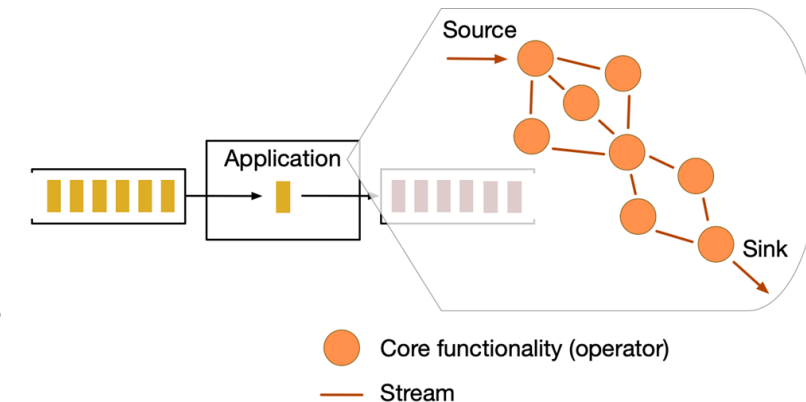 Source
Application
Sink
Core functionality (operator)
Stream